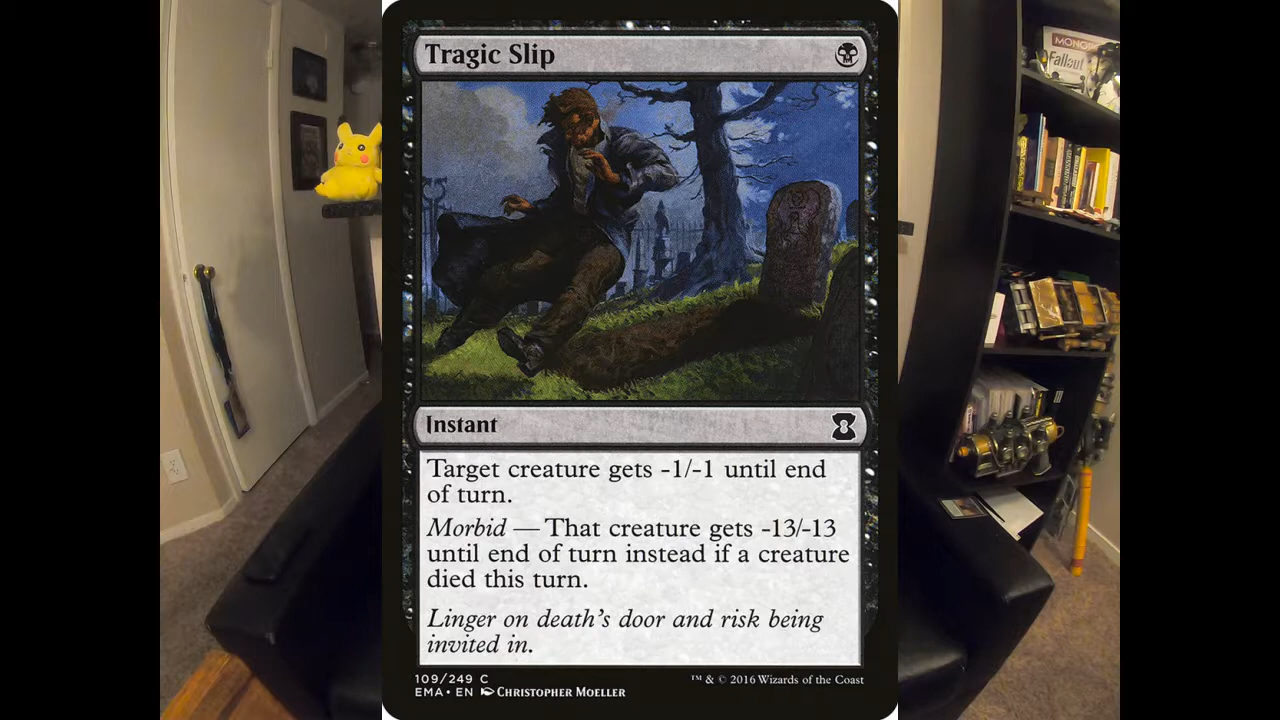 MONOP
Fallout
Tragic Slip
Instant
Target creature gets -1/-1 until end
of turn.
Morbid — That creature gets -13/-13
until end of turn instead if a creature
died this turn.
Linger on death's door and risk being
invited in.
109/249 C
EMA • EN Christopher Moeller
™ & © 2016 Wizards of the Coast